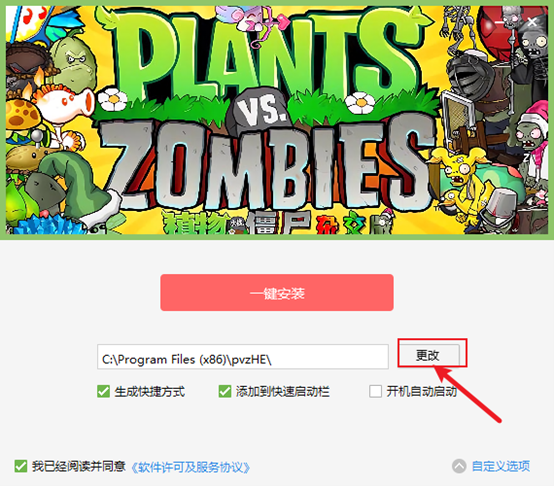 PLANTS
VS.
ZOMBIES
植物大战僵尸杂交版
一键安装
C:\Program Files (x86)\pvzHE\
更改
生成快捷方式
添加到快速启动栏
开机自动启动
我已经阅读并同意《软件许可及服务协议》
自定义选项